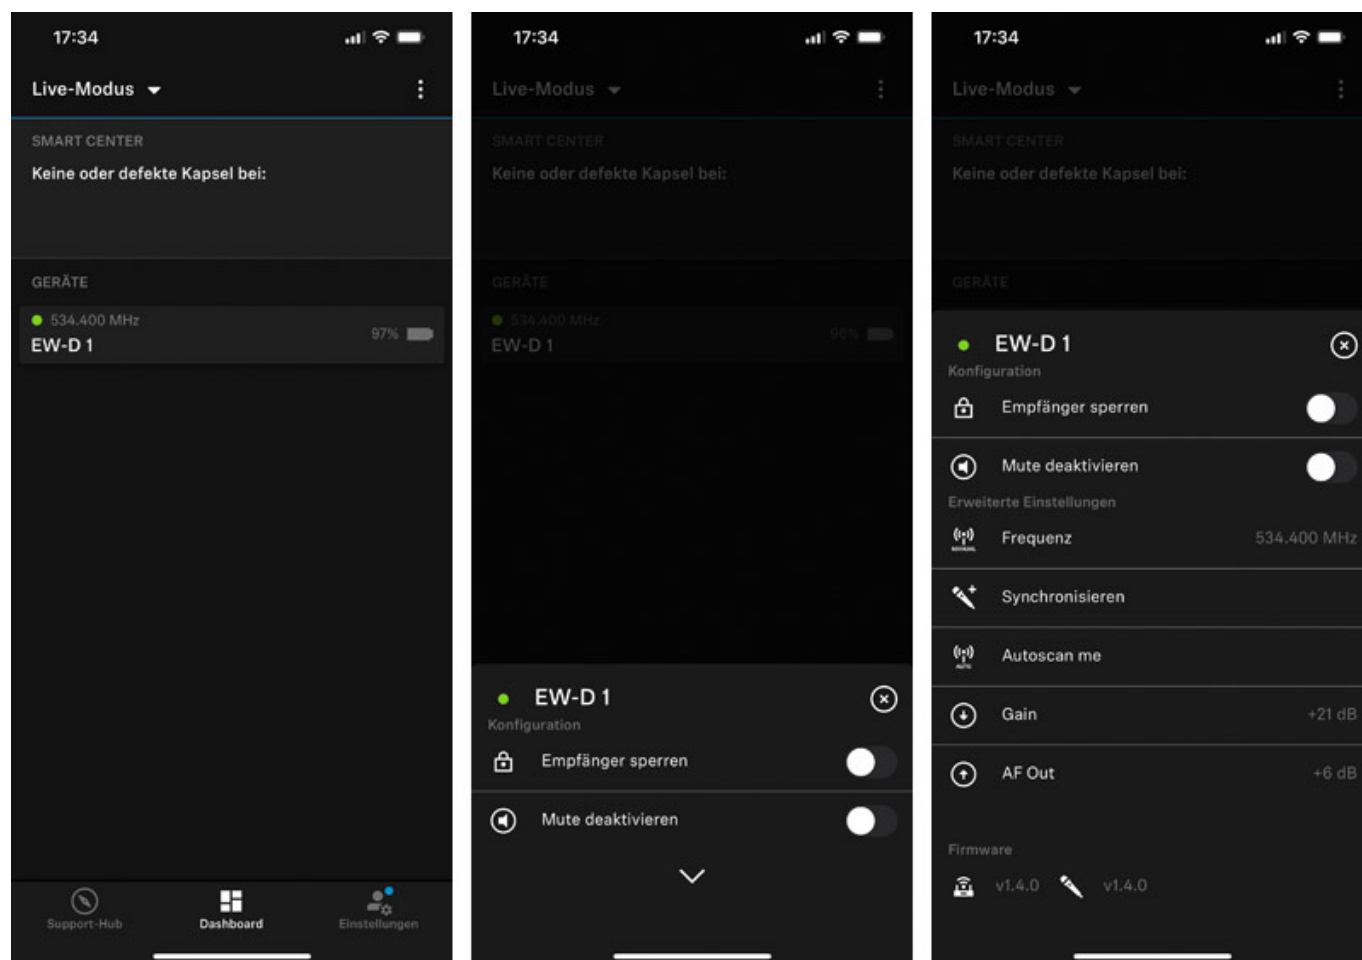 17:34
Live-Modus
SMART CENTER
Keine oder defekte Kapsel bei:
GERÄTE
534.400 MHz
97%
EW-D 1
Support-Hub
Dashboard
Einstellungen
17:34
Live-Modus
SMART CENTER
Keine oder defekte Kapsel bei:
GERÄTE
534.400 MHz
96%
EW-D 1
EW-D 1
Konfiguration
Empfänger sperren
Mute deaktivieren
17:34
Live-Modus
SMART CENTER
Keine oder defekte Kapsel bei:
GERÄTE
EW-D 1
Konfiguration
Empfänger sperren
Mute deaktivieren
Erweiterte Einstellungen
Frequenz 534.400 MHz
Synchronisieren
Autoscan me
AUTO
Gain +21 dB
AF Out +6 dB
Firmware
v1.4.0 v1.4.0